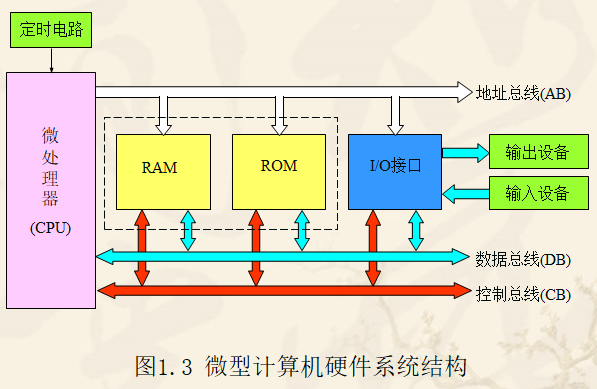 定时电路
微
处
理
器
(CPU)
地址总线(AB)
RAM
ROM
I/O接口
输出设备
输入设备
数据总线(DB)
控制总线(CB)
图1.3 微型计算机硬件系统结构